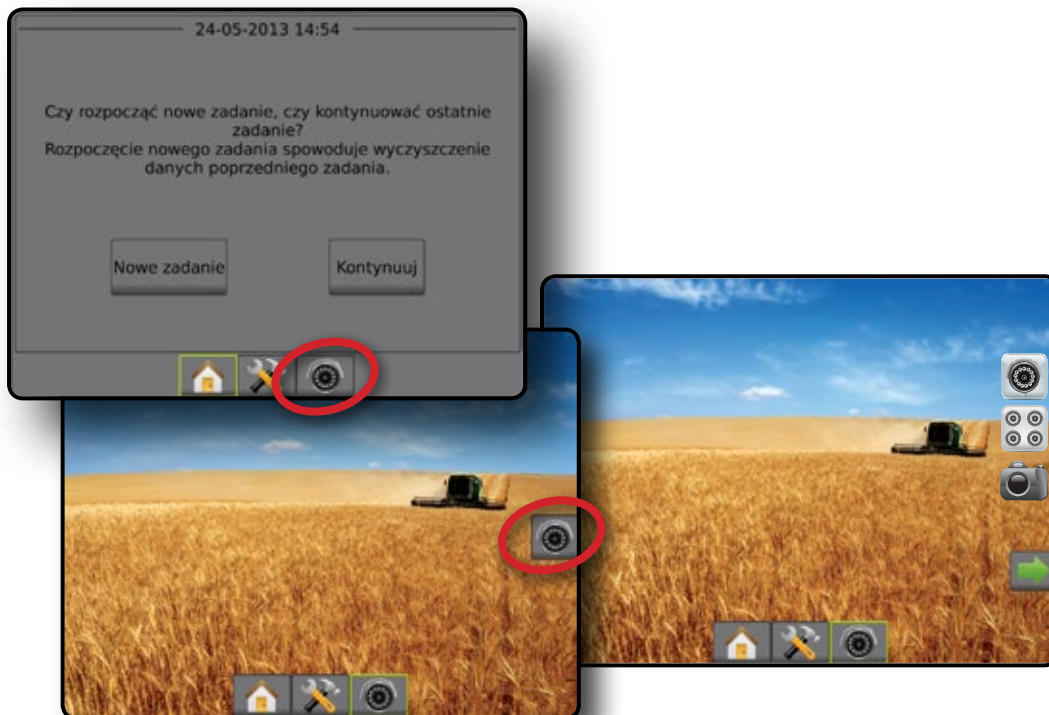 24-05-2013 14:54
Czy rozpocząć nowe zadanie, czy kontynuować ostatnie
zadanie?
Rozpoczęcie nowego zadania spowoduje wyczyszczenie
danych poprzedniego zadania.
Nowe zadanie
Kontynuuj